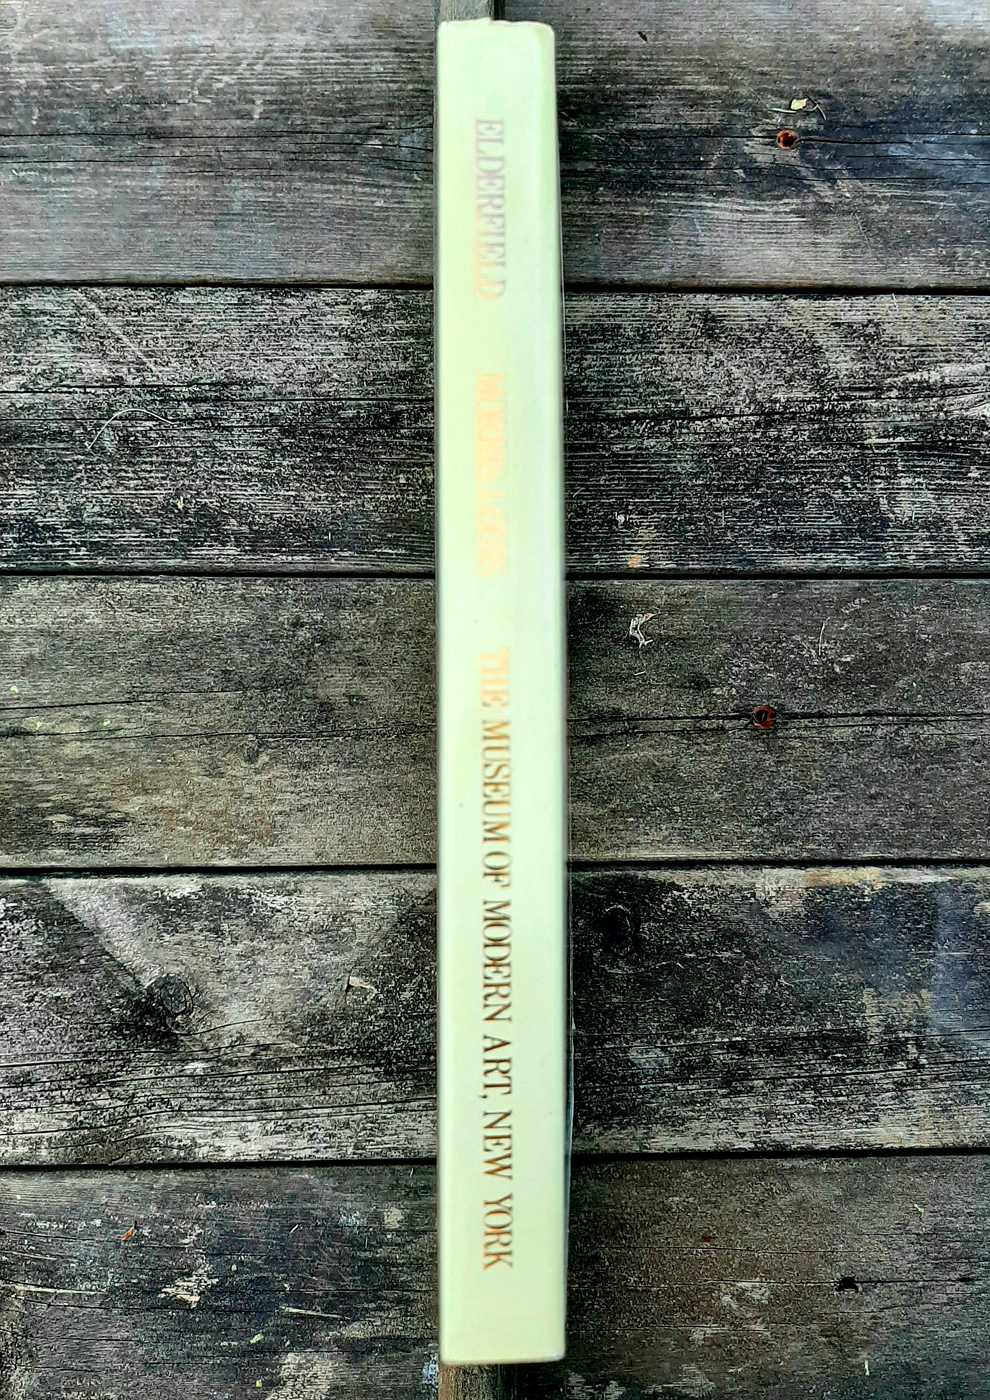 ELDERFIELD MORRIS LOUIS THE MUSEUM OF MODERN ART, NEW YORK